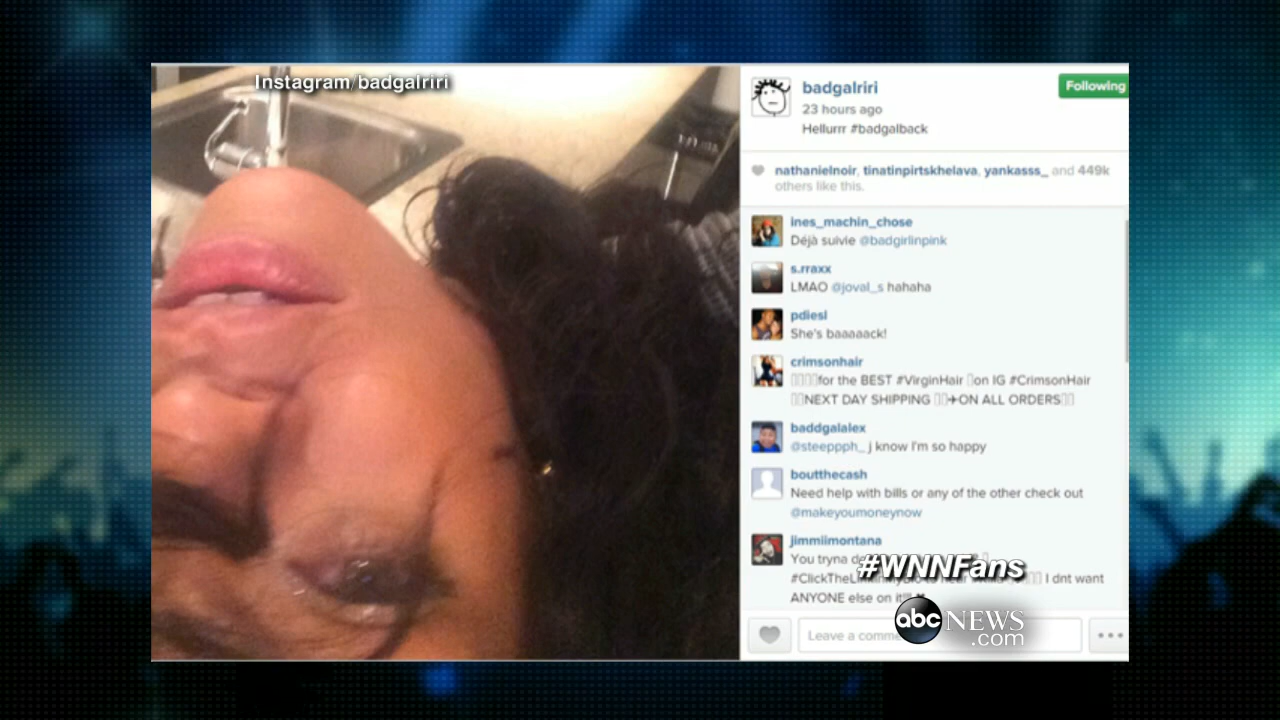 Instagram/badgalriri
badgalriri
Following
23 hours ago
Hellurrr #badgalback
nathanielnoir, tinatinpirtskhelava, yankasss_ and 449k
others like this.
ines_machin_chose
Déjà suivie @badgirlinpink
s.rraxx
LMAO @joval_s hahaha
pdiesl
She's baaaaack!
crimsonhair
for the BEST #VirginHair on IG #CrimsonHair
NEXT DAY SHIPPING ✈ON ALL ORDERS
baddgalalex
@steeppph_ j know I'm so happy
boutthecash
Need help with bills or any of the other check out
@makeyoumoneynow
jimmiimontana
You tryna
#WNNFans
I dnt want
ANYONE else on it!!
abc NEWS
.com
Leave a comme